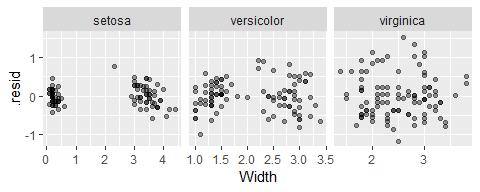 setosa versicolor virginica
1
0
-1
.resid
0 1 2 3 4 1.0 1.5 2.0 2.5 3.0 3.5 2 3
Width